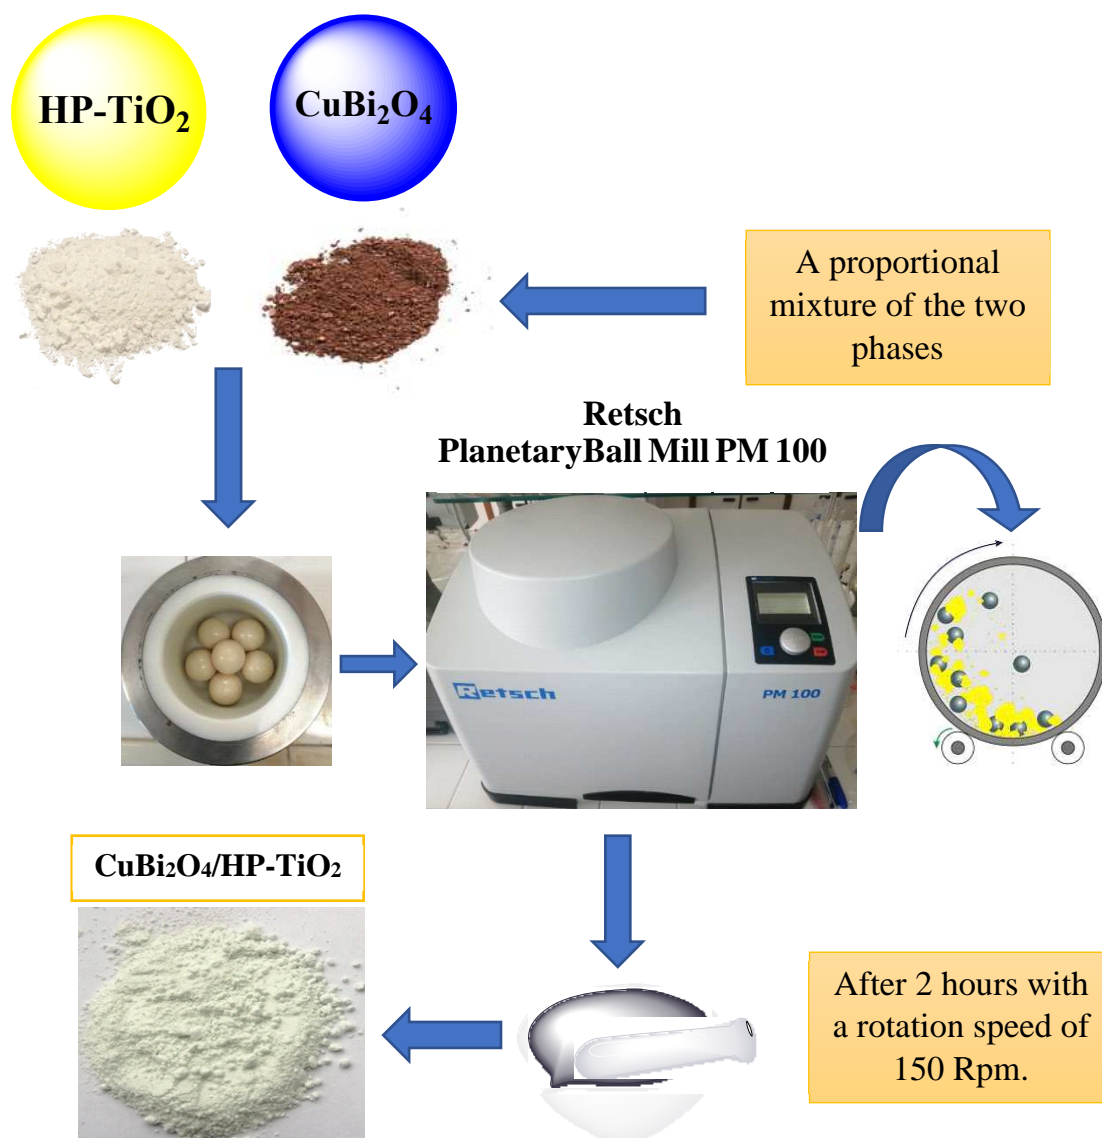 HP-TiO₂
CuBi₂O₄
A proportional
mixture of the two
phases
Retsch
PlanetaryBall Mill PM 100
Retsch
PM 100
CuBi₂O₄/HP-TiO₂
After 2 hours with
a rotation speed of
150 Rpm.